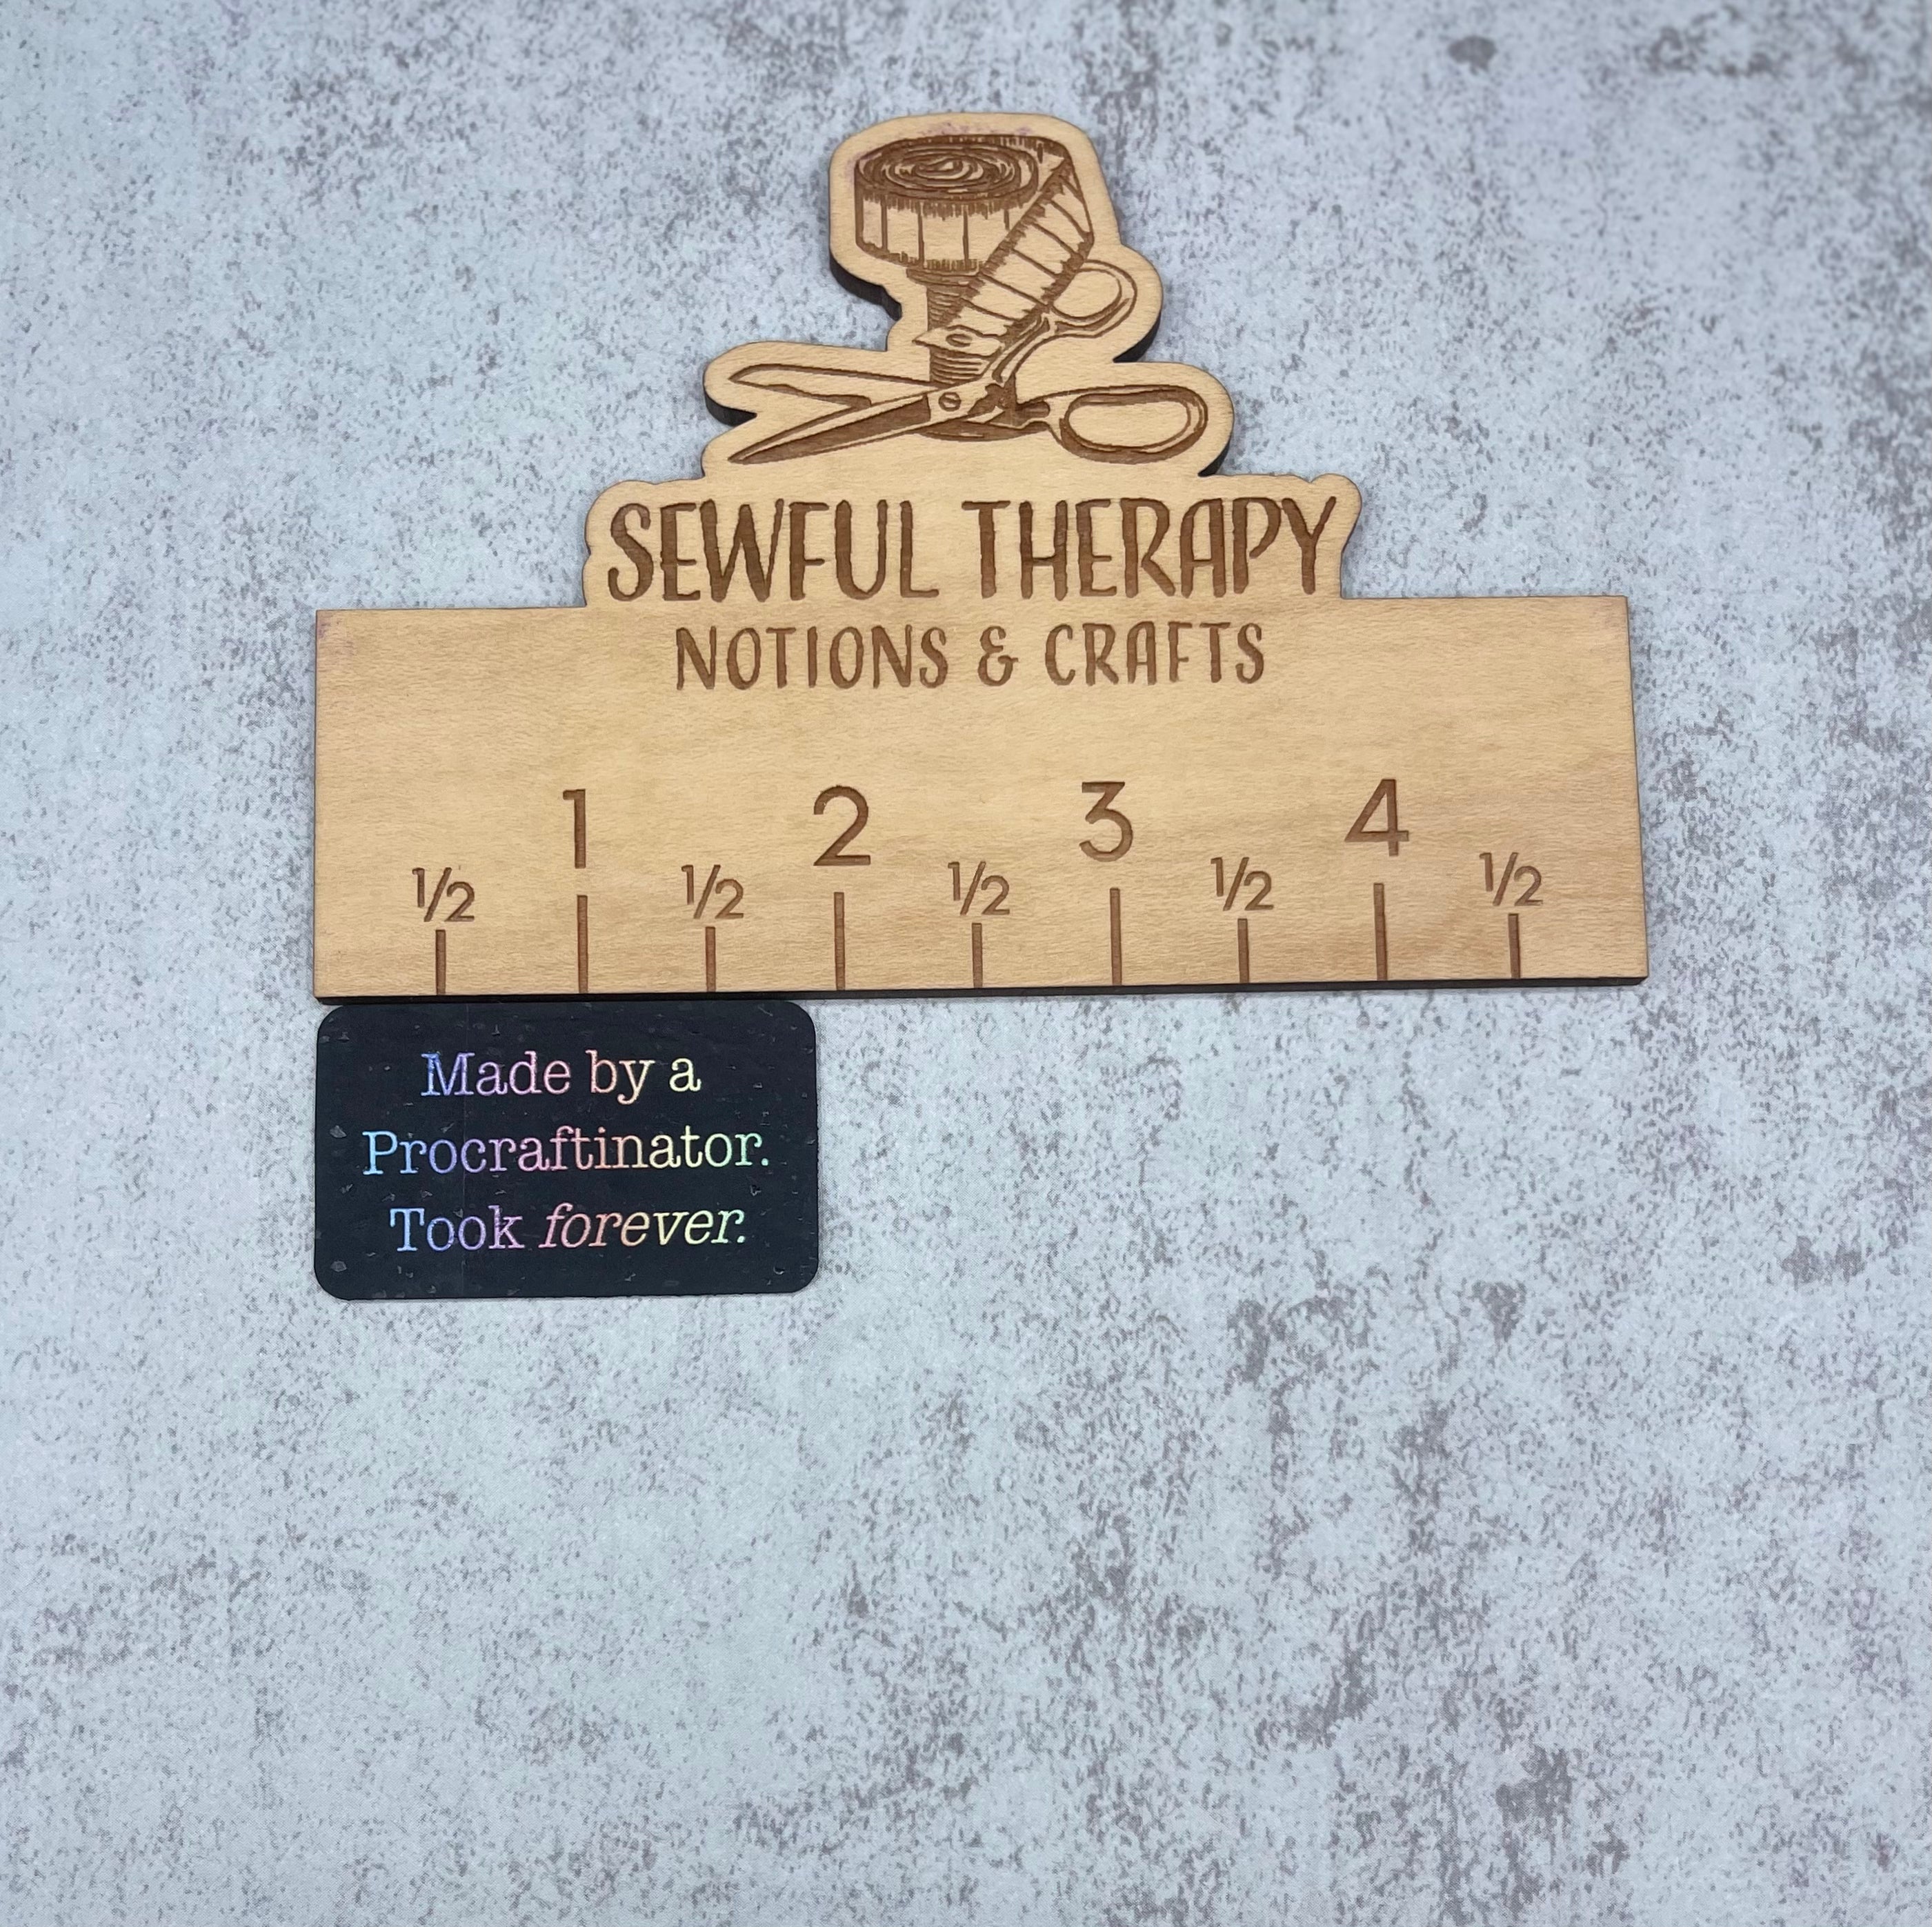 SEWFUL THERAPY
NOTIONS & CRAFTS
1 2 3 4
1/2 1/2 1/2 1/2 1/2
Made by a
Procraftinator.
Took forever.